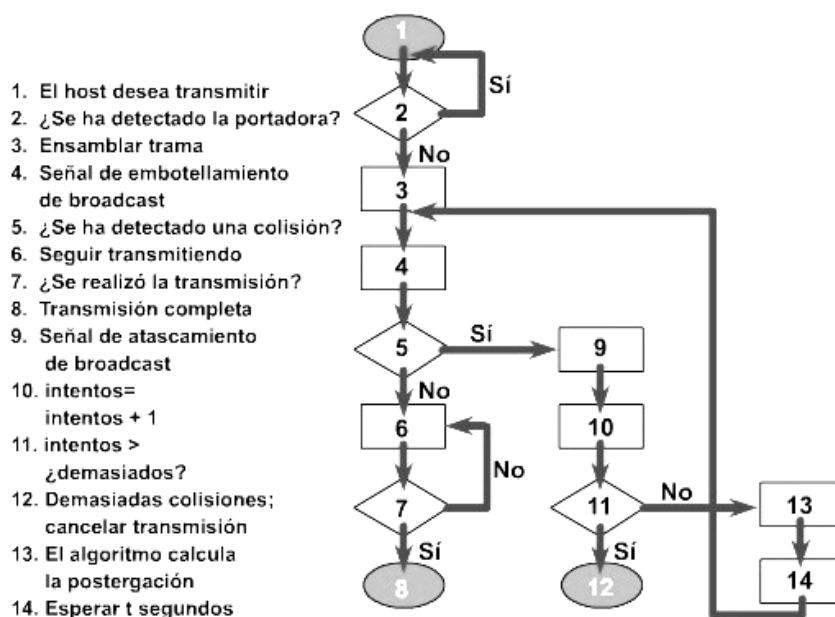 1. El host desea transmitir
2. ¿Se ha detectado la portadora?
3. Ensamblar trama
4. Señal de embotellamiento
de broadcast
5. ¿Se ha detectado una colisión?
6. Seguir transmitiendo
7. ¿Se realizó la transmisión?
8. Transmisión completa
9. Señal de atascamiento
de broadcast
10. intentos=
intentos + 1
11. intentos >
¿demasiados?
12. Demasiadas colisiones;
cancelar transmisión
13. El algoritmo calcula
la postergación
14. Esperar t segundos
1
Sí
2
No
3
4
5
Sí
9
No
6
10
No
7
11
No
13
Sí
Sí
14
8
12